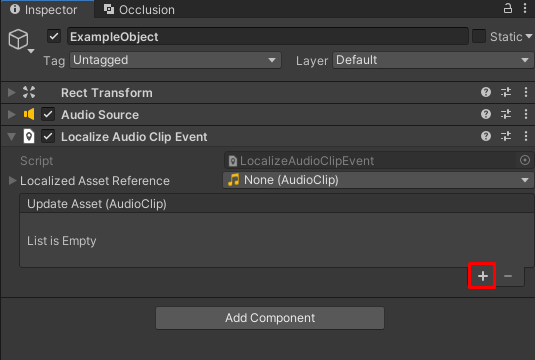 Inspector Occlusion
ExampleObject Static
Tag Untagged Layer Default
Rect Transform
Audio Source
Localize Audio Clip Event
Script LocalizeAudioClipEvent
Localized Asset Reference None (AudioClip)
Update Asset (AudioClip)
List is Empty
Add Component